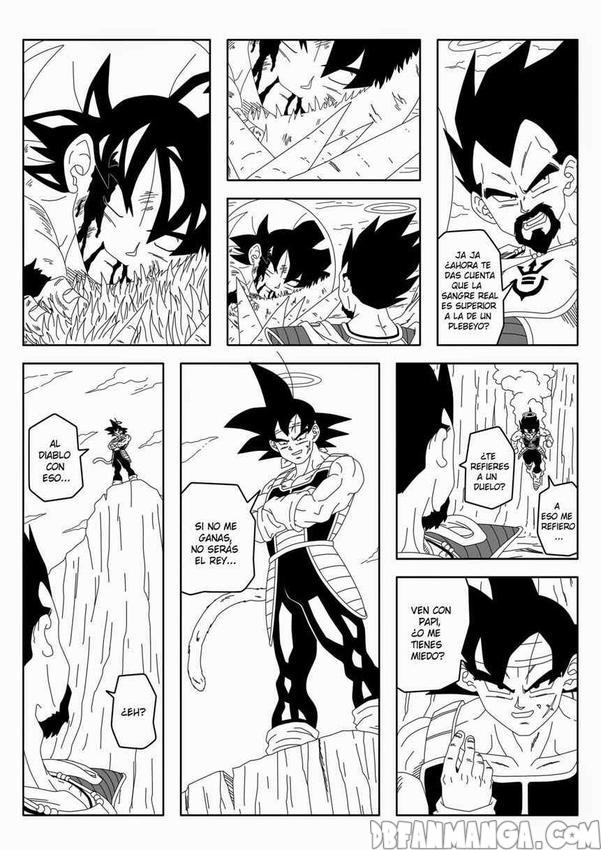 JA JA
¿AHORA TE
DAS CUENTA
QUE LA
SANGRE REAL
ES SUPERIOR
A LA DE UN
PLEBEYO?
AL
DIABLO
CON
ESO...
¿EH?
SI NO ME
GANAS,
NO SERÁS
EL REY...
¿TE
REFIERES
A UN
DUELO?
A
ESO ME
REFIERO
...
VEN CON
PAPI,
¿O ME
TIENES
MIEDO?
DBFANMANGA.COM